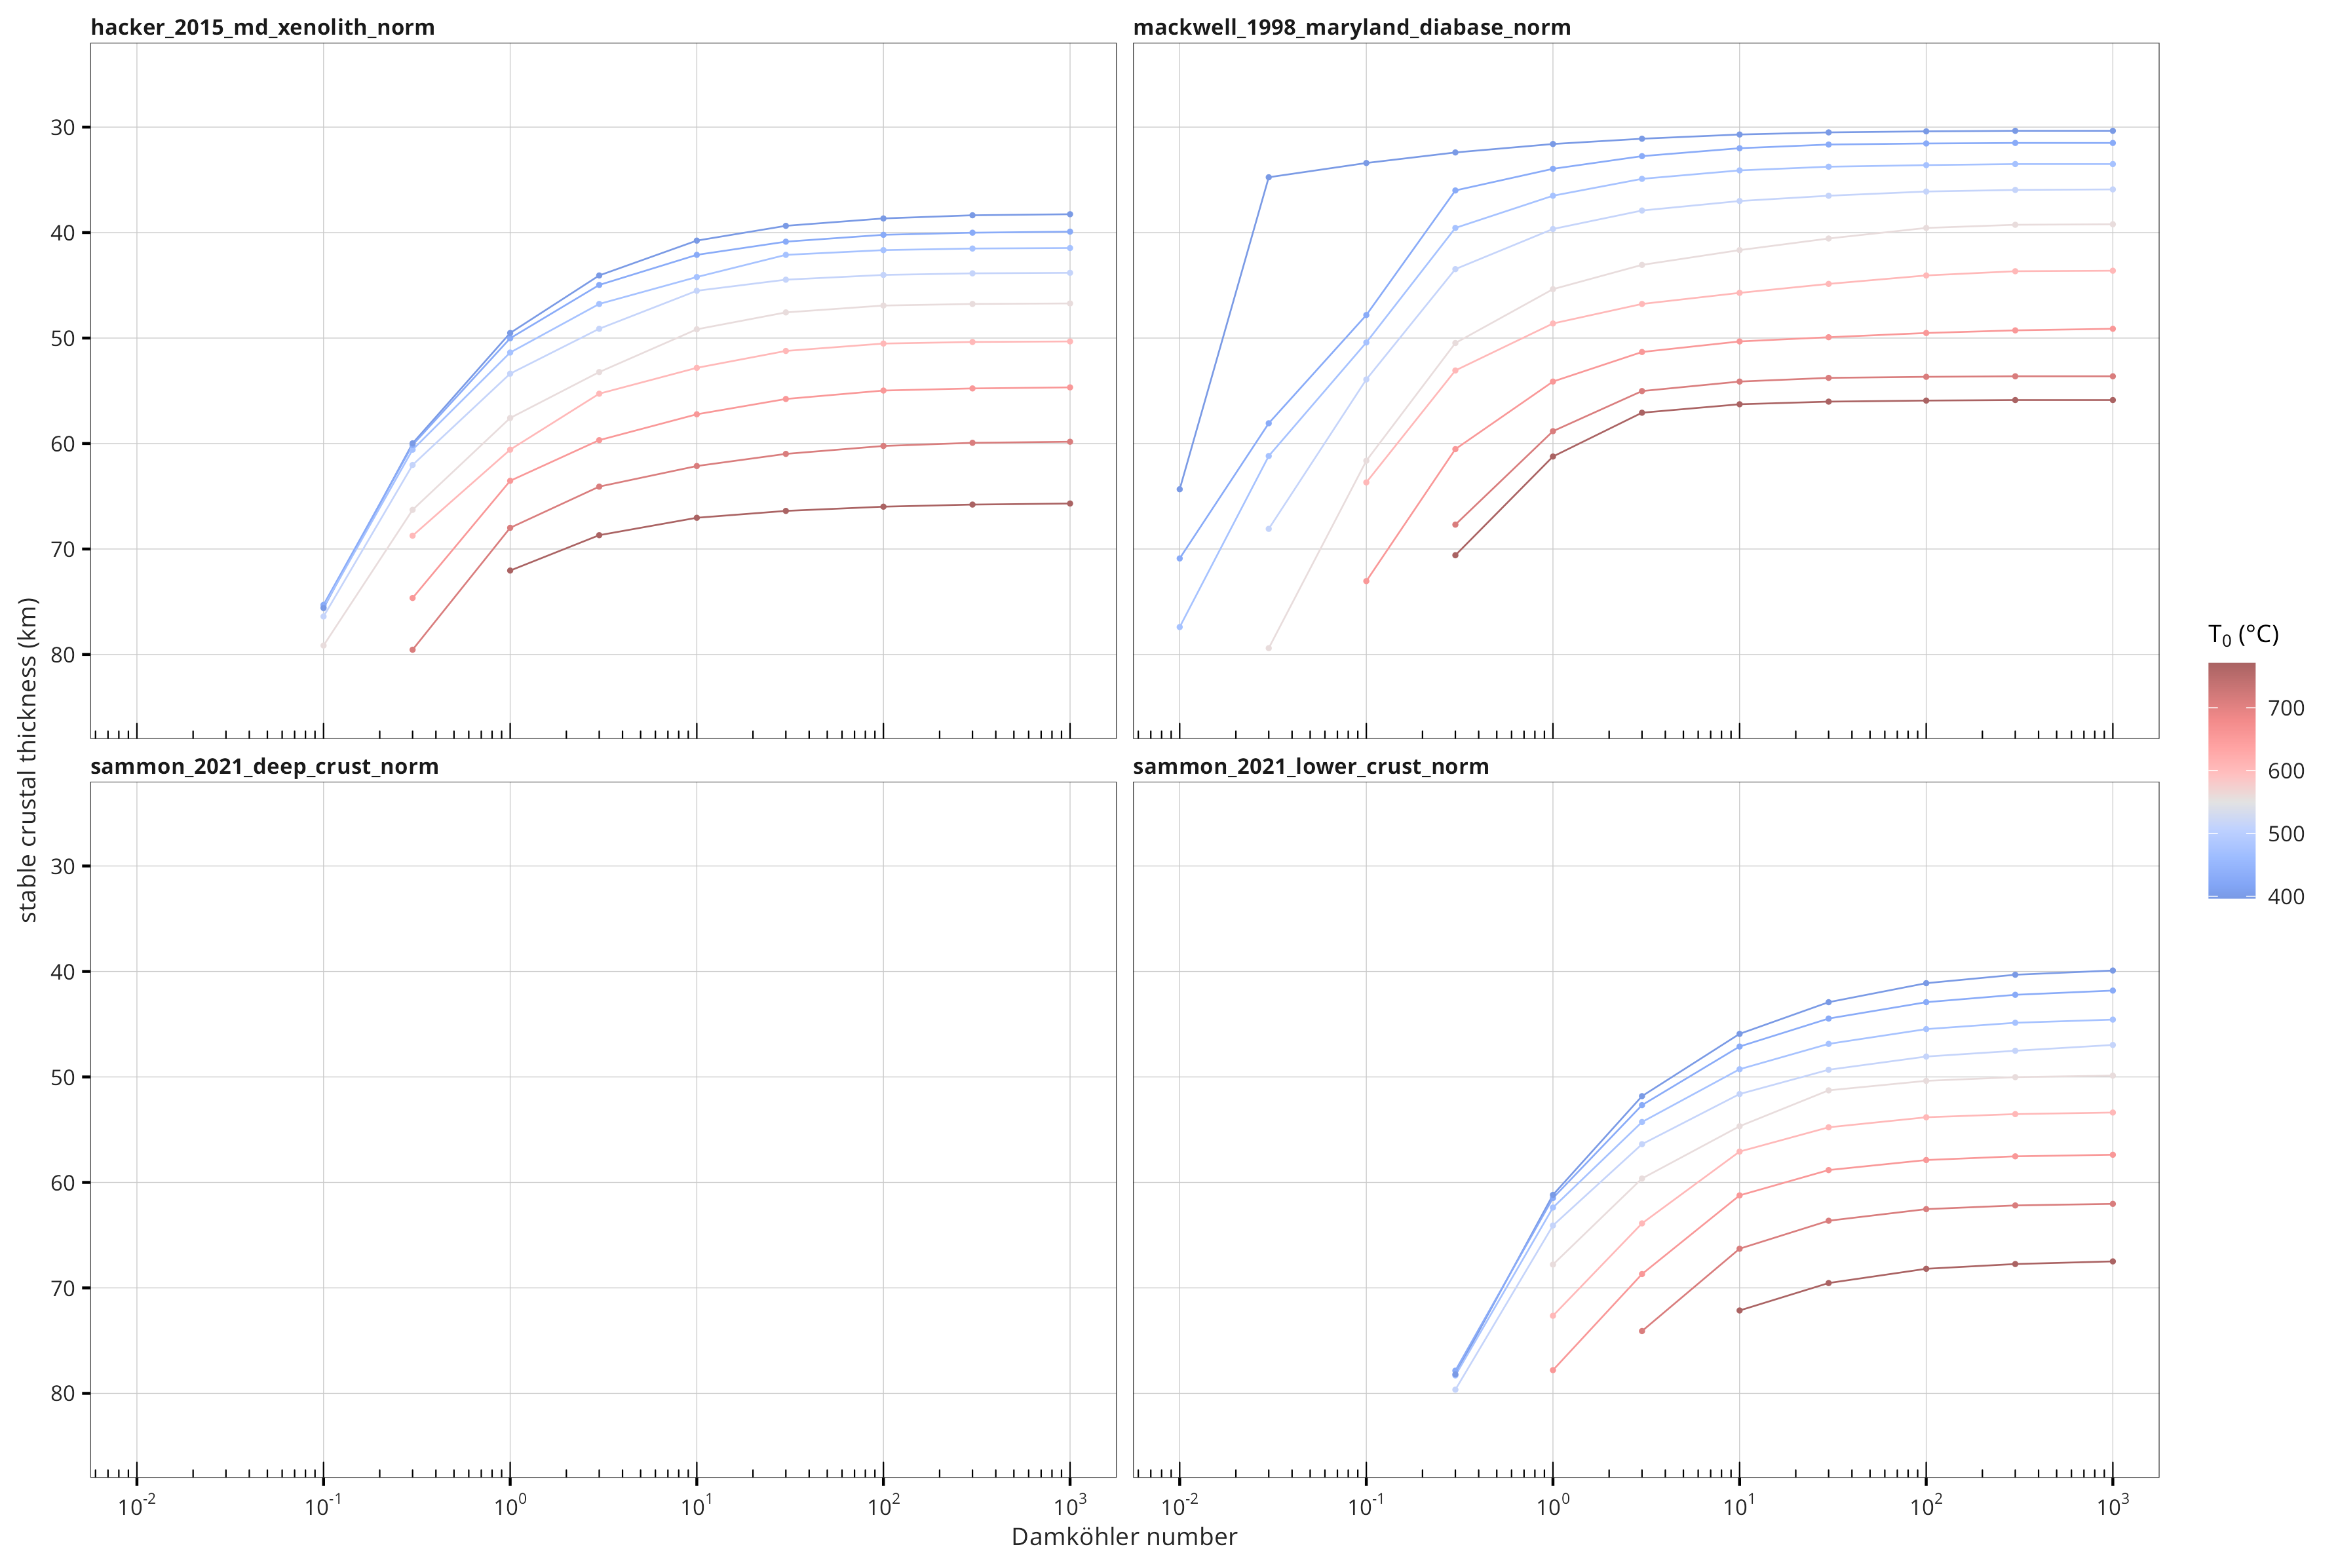 hacker_2015_md_xenolith_norm
mackwell_1998_maryland_diabase_norm
30
40
50
60
70
80
sammon_2021_deep_crust_norm
sammon_2021_lower_crust_norm
30
40
50
60
70
80
stable crustal thickness (km)
10⁻² 10⁻¹ 10⁰ 10¹ 10² 10³
10⁻² 10⁻¹ 10⁰ 10¹ 10² 10³
Damköhler number
T₀ (°C)
700
600
500
400